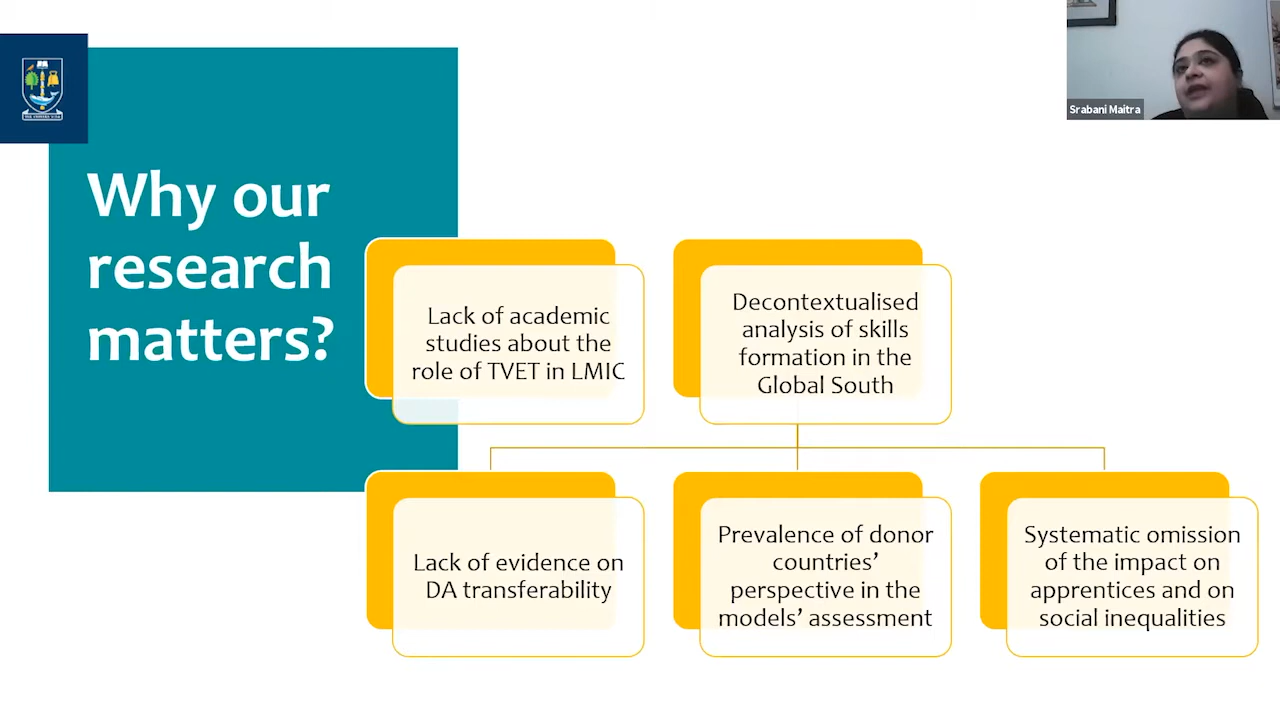 Srabani Maitra
Why our
research
matters?
Lack of academic
studies about the
role of TVET in LMIC
Decontextualised
analysis of skills
formation in the
Global South
Lack of evidence on
DA transferability
Prevalence of donor
countries’
perspective in the
models’ assessment
Systematic omission
of the impact on
apprentices and on
social inequalities